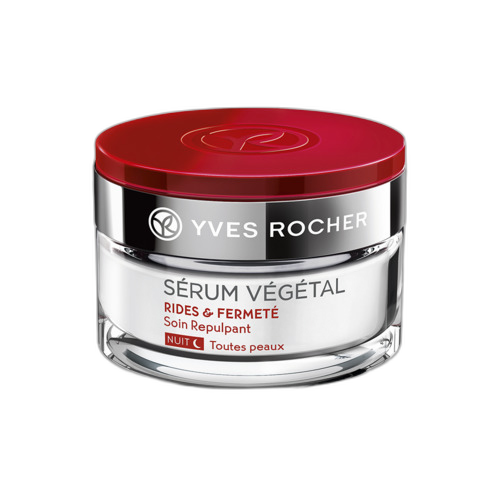 YVES ROCHER
SÉRUM VÉGÉTAL
RIDES & FERMETÉ
Soin Repulpant
NUIT Toutes peaux